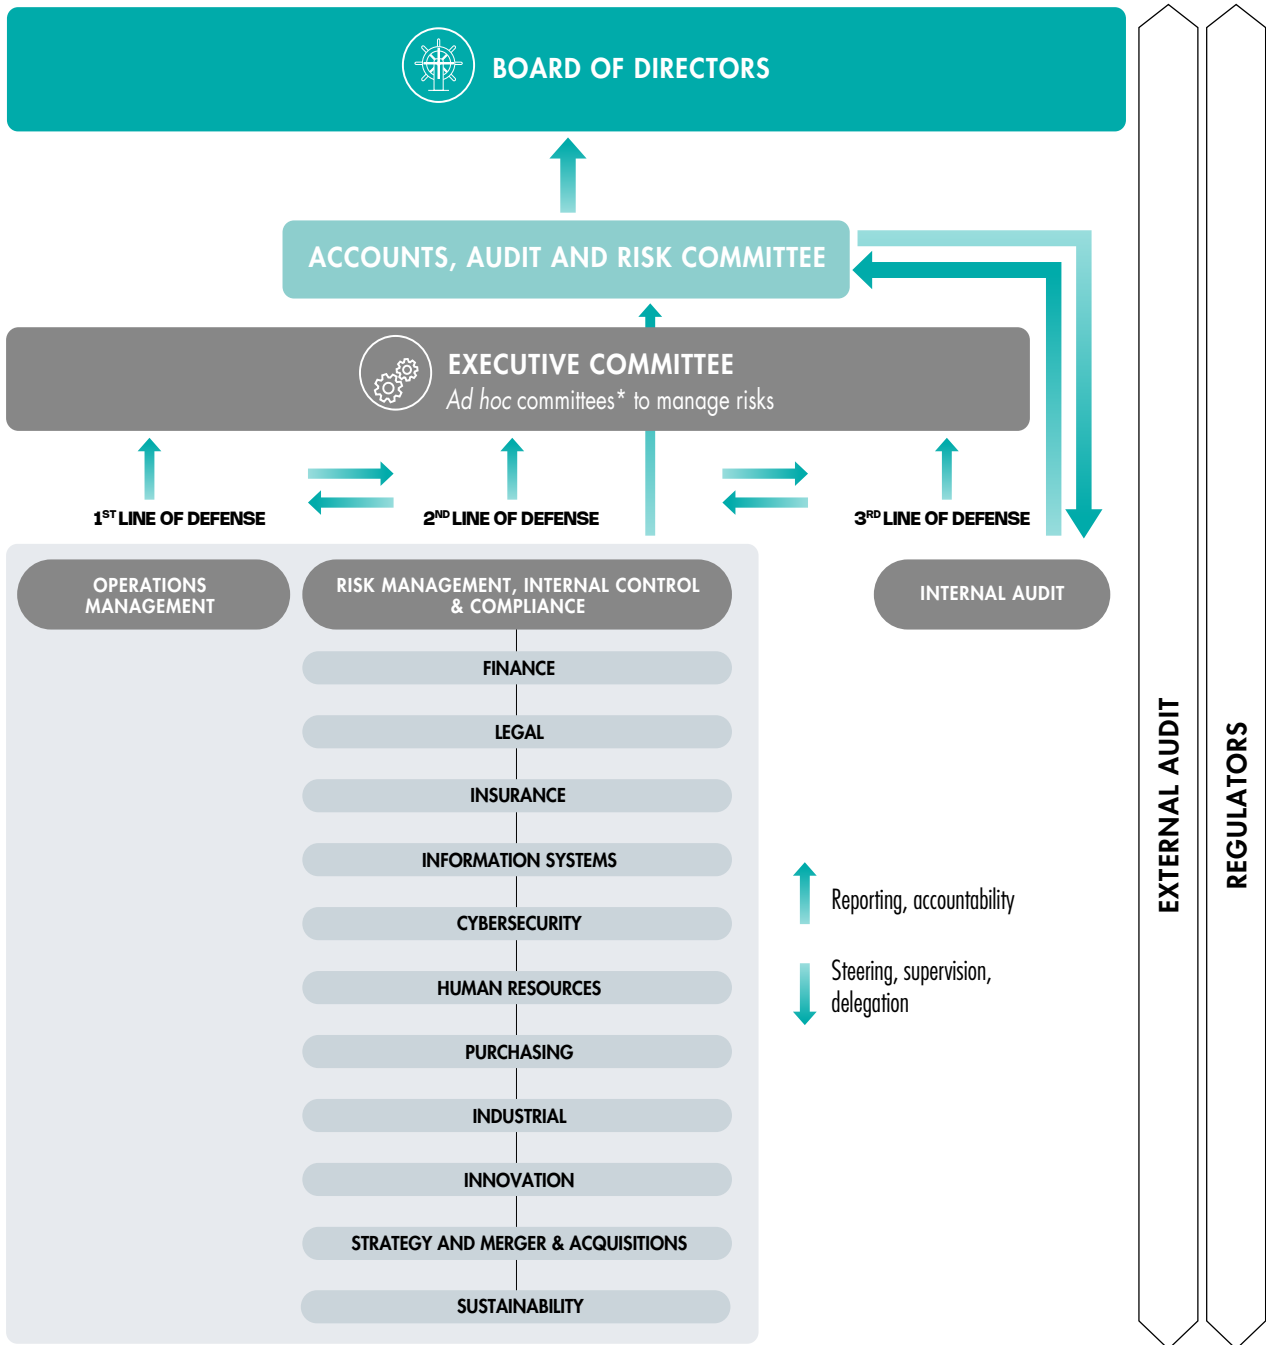 BOARD OF DIRECTORS
ACCOUNTS, AUDIT AND RISK COMMITTEE
EXECUTIVE COMMITTEE
Ad hoc committees* to manage risks
1ST LINE OF DEFENSE
2ND LINE OF DEFENSE
3RD LINE OF DEFENSE
OPERATIONS
MANAGEMENT
RISK MANAGEMENT, INTERNAL CONTROL
& COMPLIANCE
INTERNAL AUDIT
FINANCE
LEGAL
INSURANCE
INFORMATION SYSTEMS
CYBERSECURITY
HUMAN RESOURCES
PURCHASING
INDUSTRIAL
INNOVATION
STRATEGY AND MERGER & ACQUISITIONS
SUSTAINABILITY
Reporting, accountability
Steering, supervision,
delegation
EXTERNAL AUDIT
REGULATORS